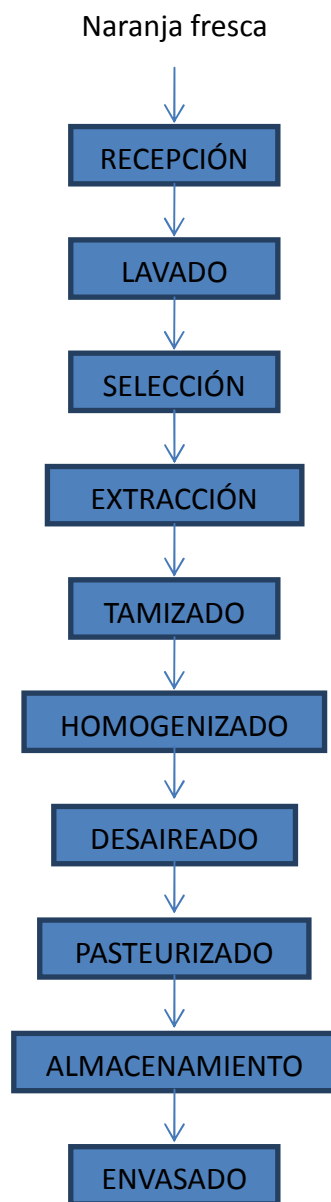 Naranja fresca
RECEPCIÓN
LAVADO
SELECCIÓN
EXTRACCIÓN
TAMIZADO
HOMOGENIZADO
DESAIREADO
PASTEURIZADO
ALMACENAMIENTO
ENVASADO